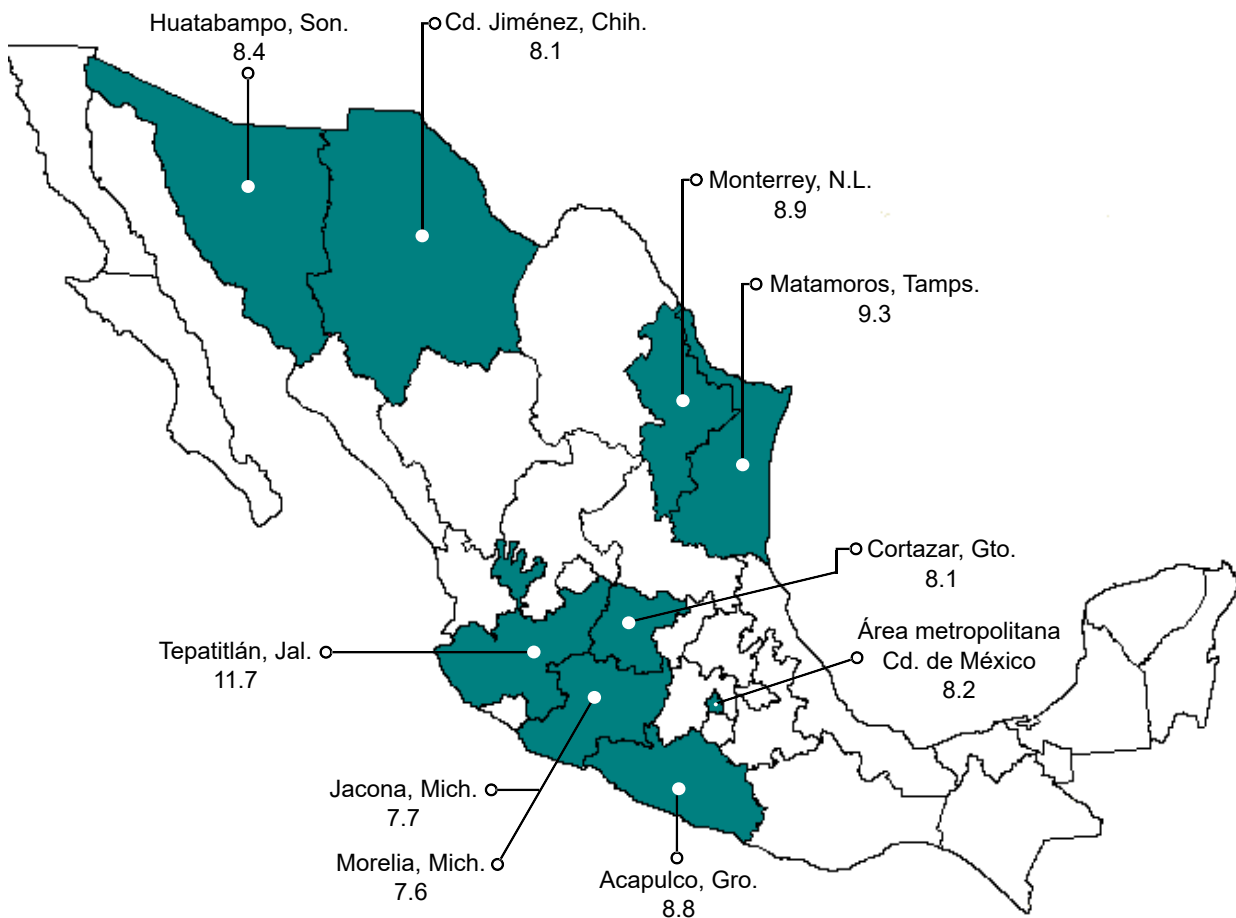 Huatabampo, Son.
8.4
Cd. Jiménez, Chih.
8.1
Monterrey, N.L.
8.9
Matamoros, Tamps.
9.3
Cortazar, Gto.
8.1
Área metropolitana
Cd. de México
8.2
Tepatitlán, Jal.
11.7
Jacona, Mich.
7.7
Morelia, Mich.
7.6
Acapulco, Gro.
8.8